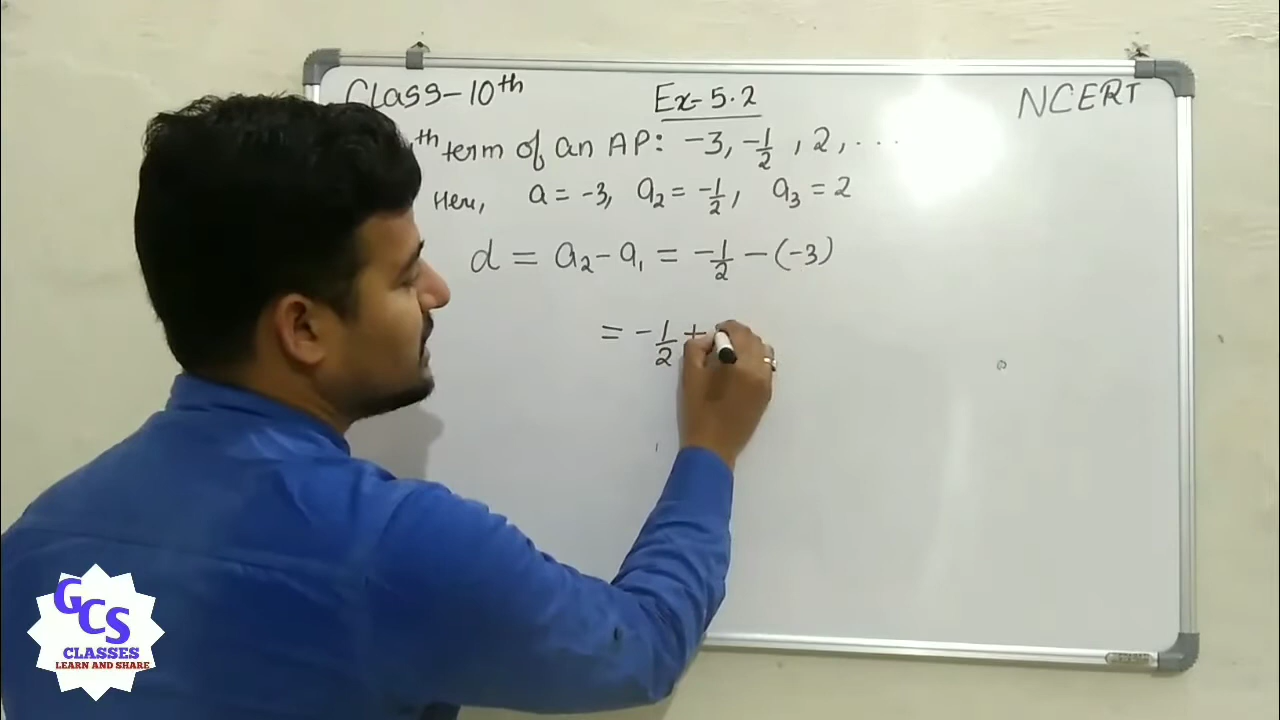 Class-10th Ex-5.2 NCERT
th term of an AP: -3, -1/2, 2, ...
Here, a = -3, a2 = -1/2, a3 = 2
d = a2 - a1 = -1/2 - (-3)
= -1/2 +
GCS
CLASSES
LEARN AND SHARE